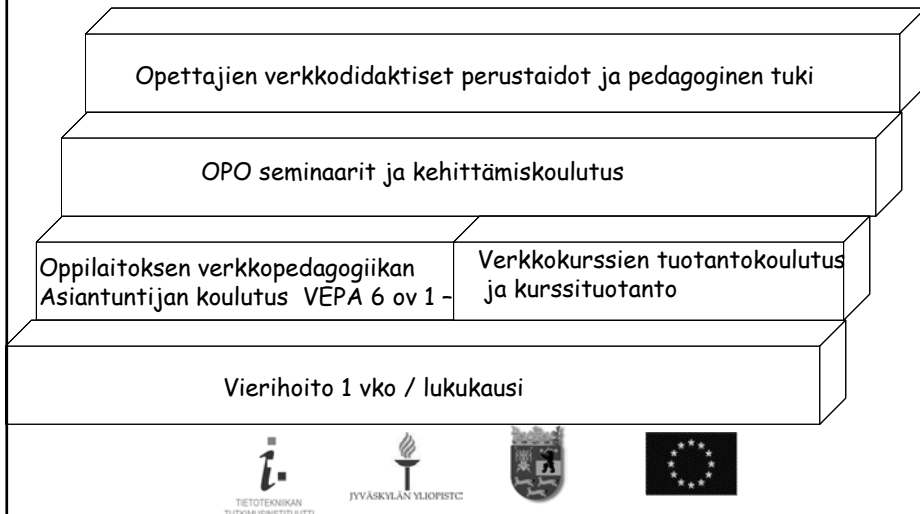 Opettajien verkkodidaktiset perustaidot ja pedagoginen tuki
OPO seminaarit ja kehittämiskoulutus
Oppilaitoksen verkkopedagogiikan
Asiantuntijan koulutus VEPA 6 ov 1 –
Verkkokurssien tuotantokoulutus
ja kurssituotanto
Vierihoito 1 vko / lukukausi
TIETOTEKNIIKAN
TUTKIMUSINSTITUUTTI
JYVÄSKYLÄN YLIOPISTO